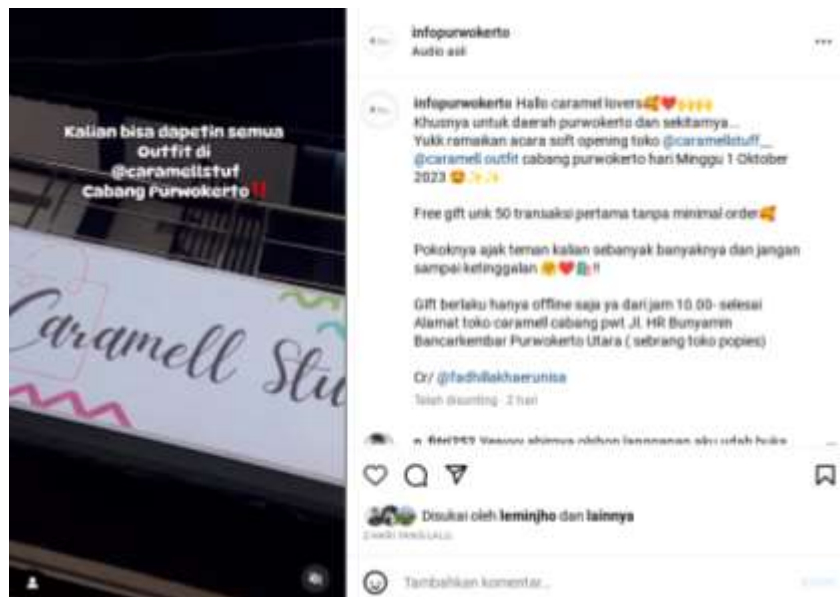 Kalian bisa dapetin semua
Outfit di
@caramellstuf
Cabang Purwokerto‼️
Caramell Stu
infopurwokerto
Audio asli
infopurwokerto Hallo caramel lovers🥰❤️🙌🙌🙌
Khusnya untuk daerah purwokerto dan sekitarnya...
Yukk ramaikan acara soft opening toko @caramellstuff__
@caramell.outfit cabang purwokerto hari Minggu 1 Oktober
2023 🤩✨✨
Free gift unk 50 transaksi pertama tanpa minimal order🥰
Pokoknya ajak teman kalian sebanyak banyaknya dan jangan
sampai ketinggalan 🤗❤️🛍️‼️
Gift berlaku hanya offline saja ya dari jam 10.00- selesai
Alamat toko caramell cabang pwt Jl. HR Bunyamin
Bancarkembar Purwokerto Utara ( sebrang toko popies)
Cr/ @fadhillakhaerunisa
Telah disunting · 2 hari
Disukai oleh leminjho dan lainnya
2 HARI YANG LALU
Tambahkan komentar...